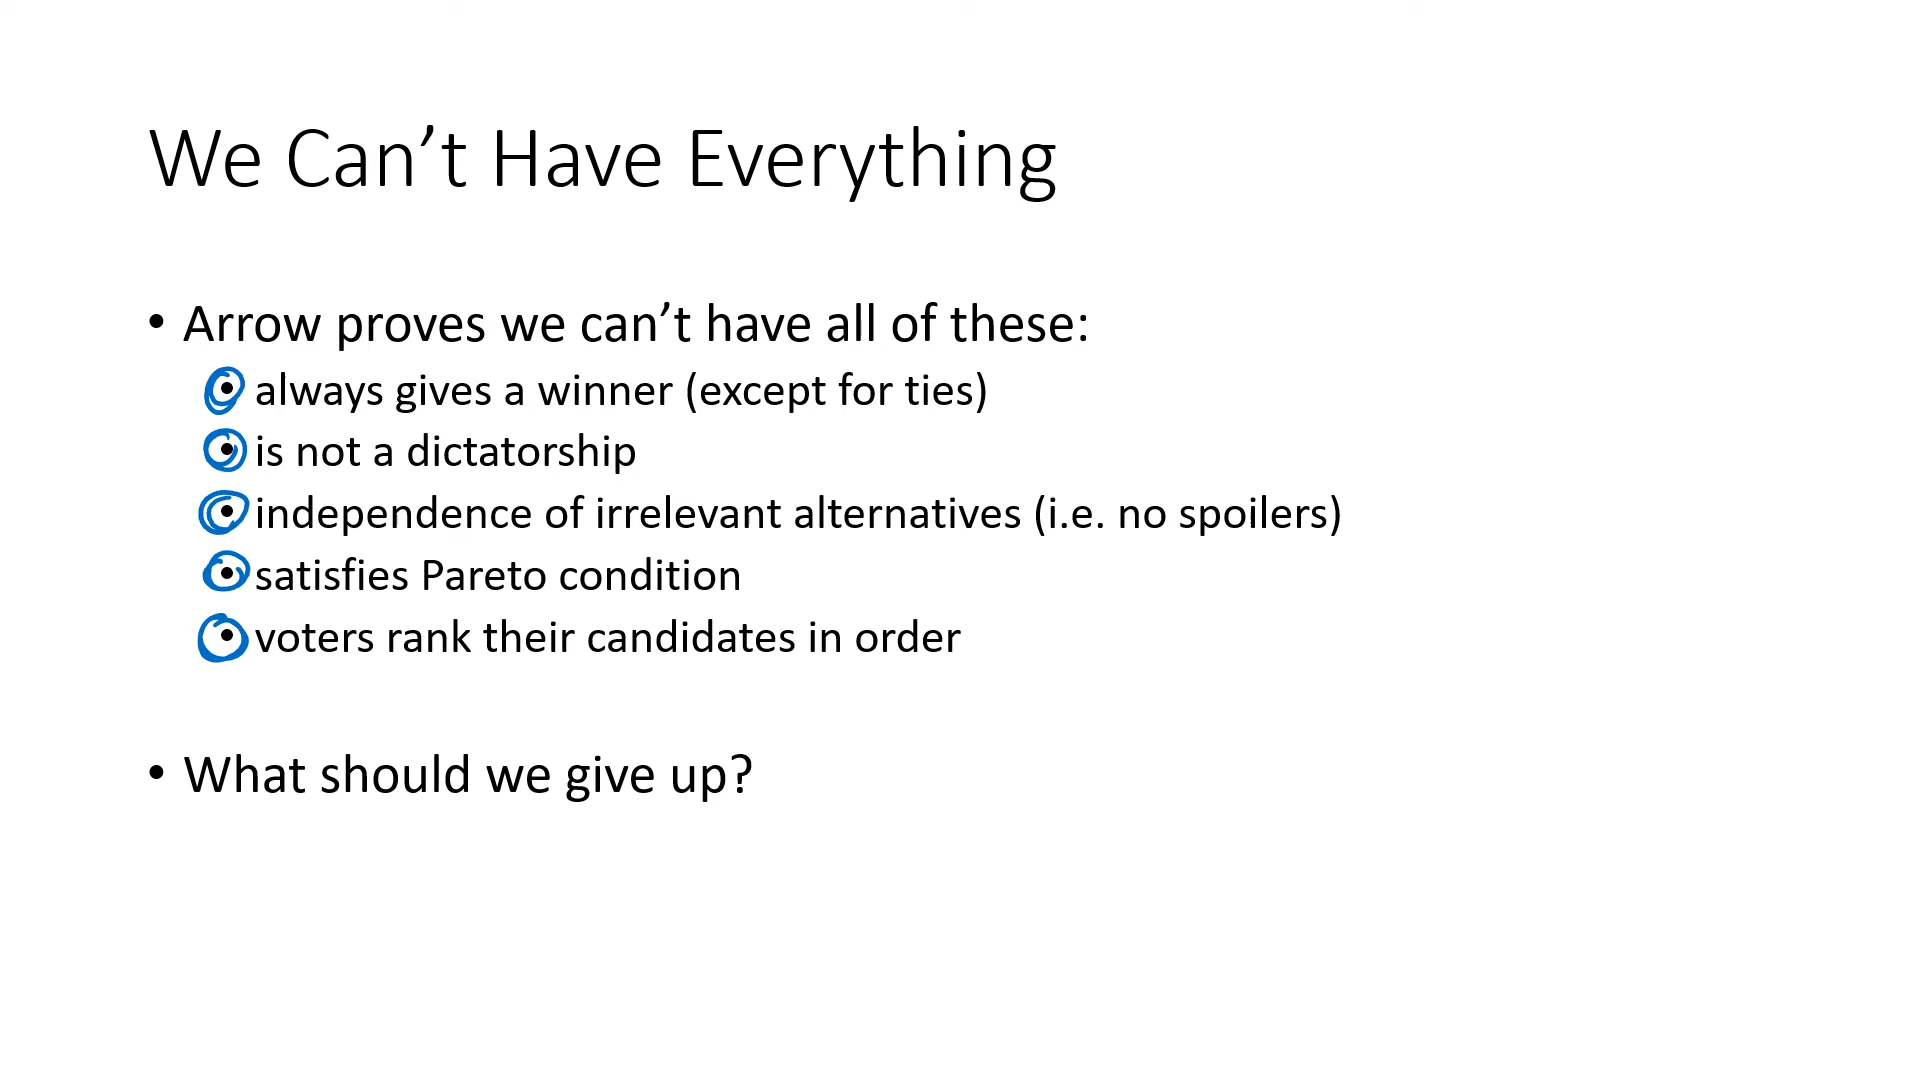 We Can’t Have Everything
• Arrow proves we can’t have all of these:
• always gives a winner (except for ties)
• is not a dictatorship
• independence of irrelevant alternatives (i.e. no spoilers)
• satisfies Pareto condition
• voters rank their candidates in order
• What should we give up?